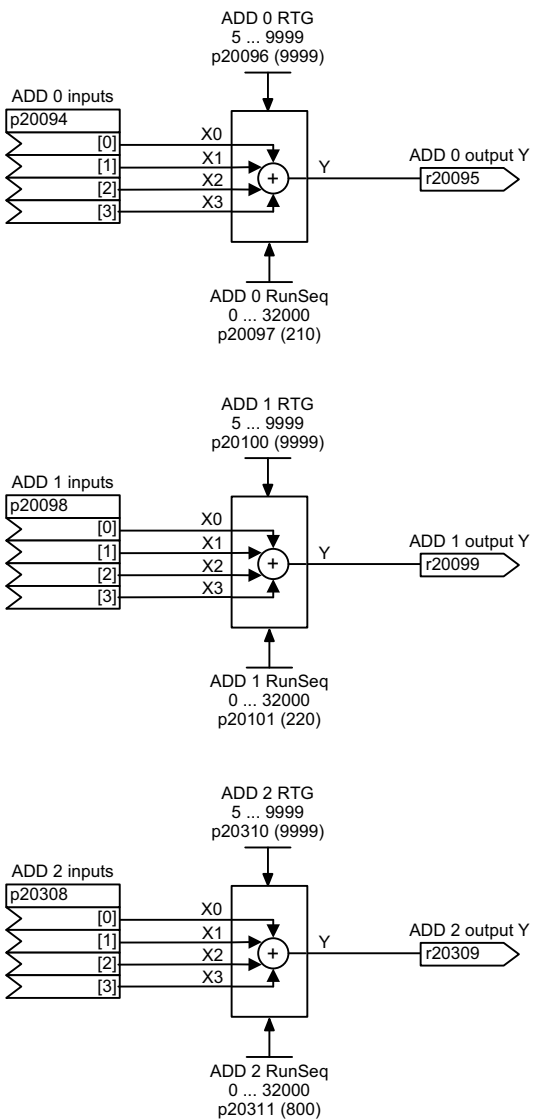 ADD 0 RTG
5 ... 9999
p20096 (9999)
ADD 0 inputs
p20094
[0]
X0
[1]
X1
[2]
X2
[3]
X3
+
Y
ADD 0 output Y
r20095
ADD 0 RunSeq
0 ... 32000
p20097 (210)
ADD 1 RTG
5 ... 9999
p20100 (9999)
ADD 1 inputs
p20098
[0]
X0
[1]
X1
[2]
X2
[3]
X3
+
Y
ADD 1 output Y
r20099
ADD 1 RunSeq
0 ... 32000
p20101 (220)
ADD 2 RTG
5 ... 9999
p20310 (9999)
ADD 2 inputs
p20308
[0]
X0
[1]
X1
[2]
X2
[3]
X3
+
Y
ADD 2 output Y
r20309
ADD 2 RunSeq
0 ... 32000
p20311 (800)